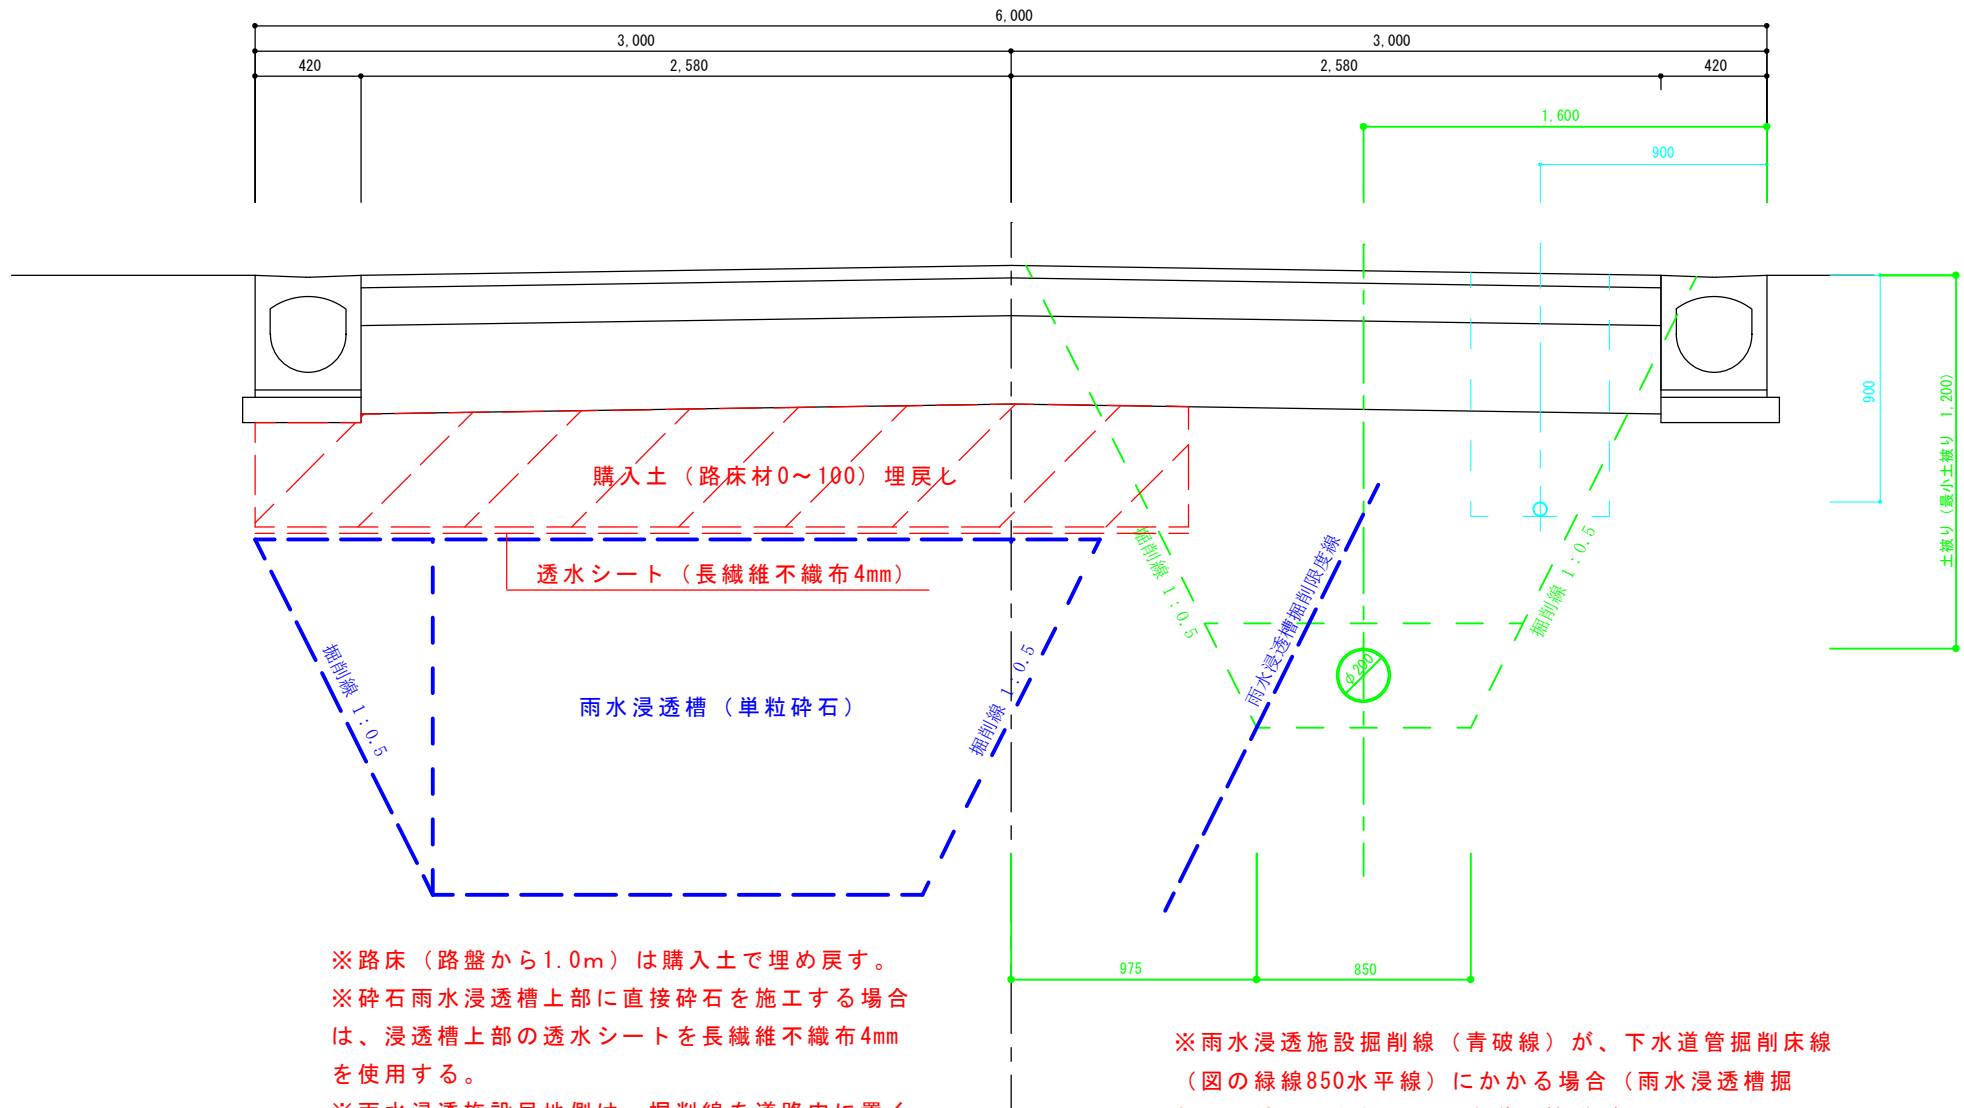 6,000
3,000
3,000
420
2,580
2,580
420
1,600
900
900
土被り(最小土被り 1,200)
購入土(路床材0~100)埋戻し
透水シート(長繊維不織布4mm)
掘削線 1:0.5
掘削線 1:0.5
雨水浸透槽掘削限度線
掘削線 1:0.5
掘削線 1:0.5
雨水浸透槽(単粒砕石)
φ200
975
850
※路床(路盤から1.0m)は購入土で埋め戻す。
※砕石雨水浸透槽上部に直接砕石を施工する場合
は、浸透槽上部の透水シートを長繊維不織布4mm
を使用する。
※雨水浸透施設掘削線(青破線)が、下水道管掘削床線
(図の緑線850水平線)にかかる場合(雨水浸透槽掘